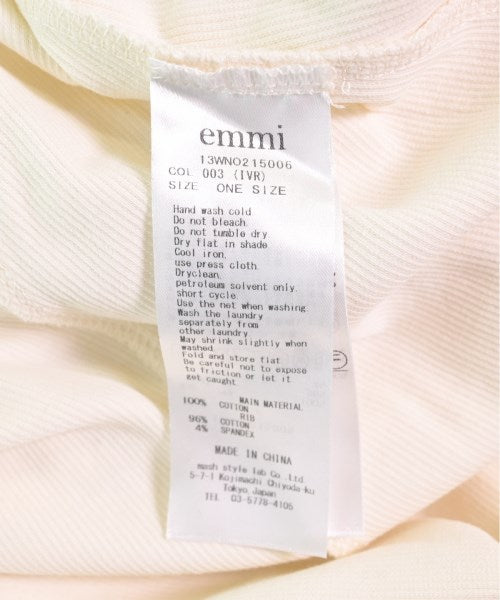 emmi
13WNO215006
COL 003 (IVR)
SIZE ONE SIZE
Hand wash cold
Do not bleach.
Do not tumble dry.
Dry flat in shade.
Cool iron.
use press cloth.
Dryclean,
petroleum solvent only.
short cycle.
Use the net when washing.
Wash the laundry
separately from
other laundry
May shrink slightly when
washed.
Fold and store flat
Be careful not to expose
to friction or let it
get caught.
MAIN MATERIAL
100% COTTON
RIB
96% COTTON
4% SPANDEX
MADE IN CHINA
mash style lab Co.,Ltd.
5-7-1 Kojimachi Chiyoda-ku
Tokyo Japan
TEL 03-5778-4105